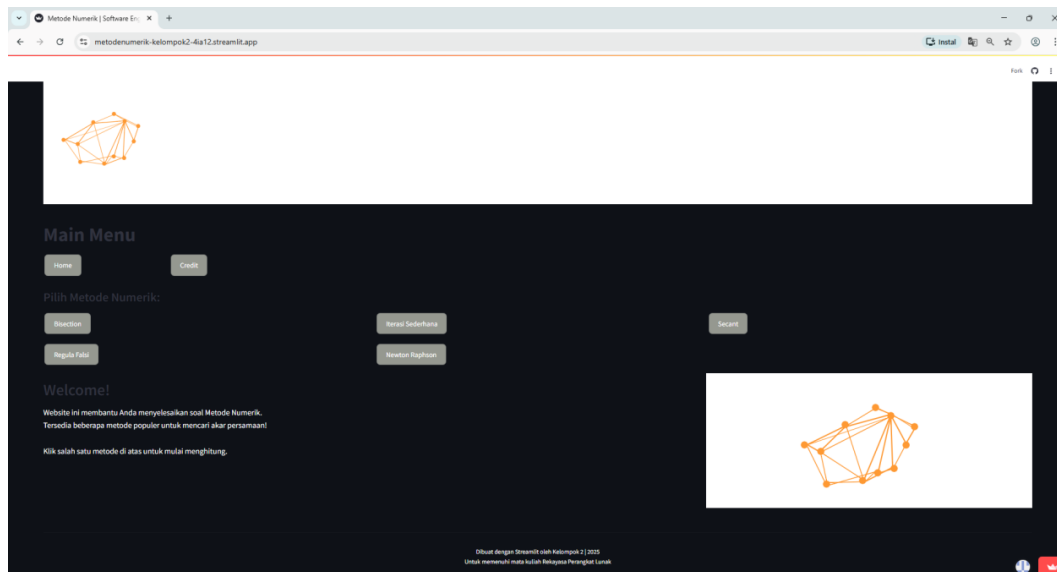 Metode Numerik | Software En
metodenumerik-kelompok2-4ia12.streamlit.app
Instal
Fork
Main Menu
Home
Credit
Pilih Metode Numerik:
Bisection
Iterasi Sederhana
Secant
Regula Falsi
Newton Raphson
Welcome!
Website ini membantu Anda menyelesaikan soal Metode Numerik.
Tersedia beberapa metode populer untuk mencari akar persamaan!
Klik salah satu metode di atas untuk mulai menghitung.
Dibuat dengan Streamlit oleh Kelompok 2 | 2025
Untuk memenuhi mata kuliah Rekayasa Perangkat Lunak